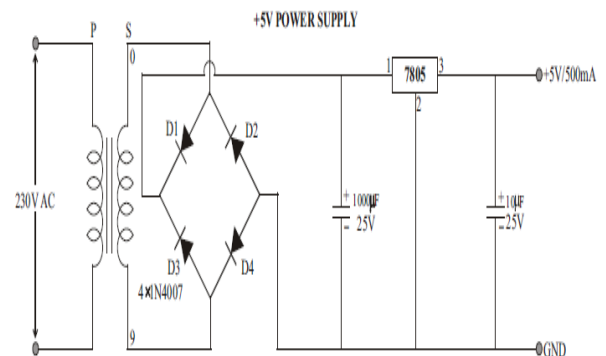 +5V POWER SUPPLY
P S
0
1 7805 3
+5V/500mA
2
D1 D2
230V AC
+ 1000µF
25V
-
+ 10µF
25V
-
D3 D4
4×1N4007
9
GND